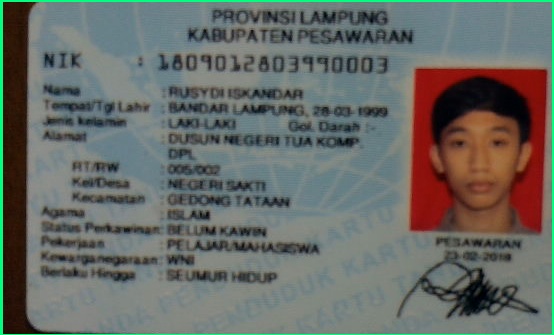 PROVINSI LAMPUNG
KABUPATEN PESAWARAN
NIK : 1809012803990003
Nama : RUSYDI ISKANDAR
Tempat/Tgl Lahir : BANDAR LAMPUNG, 28-03-1999
Jenis kelamin : LAKI-LAKI Gol. Darah :-
Alamat : DUSUN NEGERI TUA KOMP.
DPL
RT/RW : 005/002
Kel/Desa : NEGERI SAKTI
Kecamatan : GEDONG TATAAN
Agama : ISLAM
Status Perkawinan: BELUM KAWIN
Pekerjaan : PELAJAR/MAHASISWA
Kewarganegaraan: WNI
Berlaku Hingga : SEUMUR HIDUP
PESAWARAN
23-02-2018